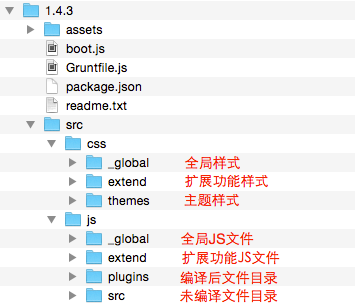 1.4.3
assets
boot.js
Gruntfile.js
package.json
readme.txt
src
css
_global 全局样式
extend 扩展功能样式
themes 主题样式
js
_global 全局JS文件
extend 扩展功能JS文件
plugins 编译后文件目录
src 未编译文件目录